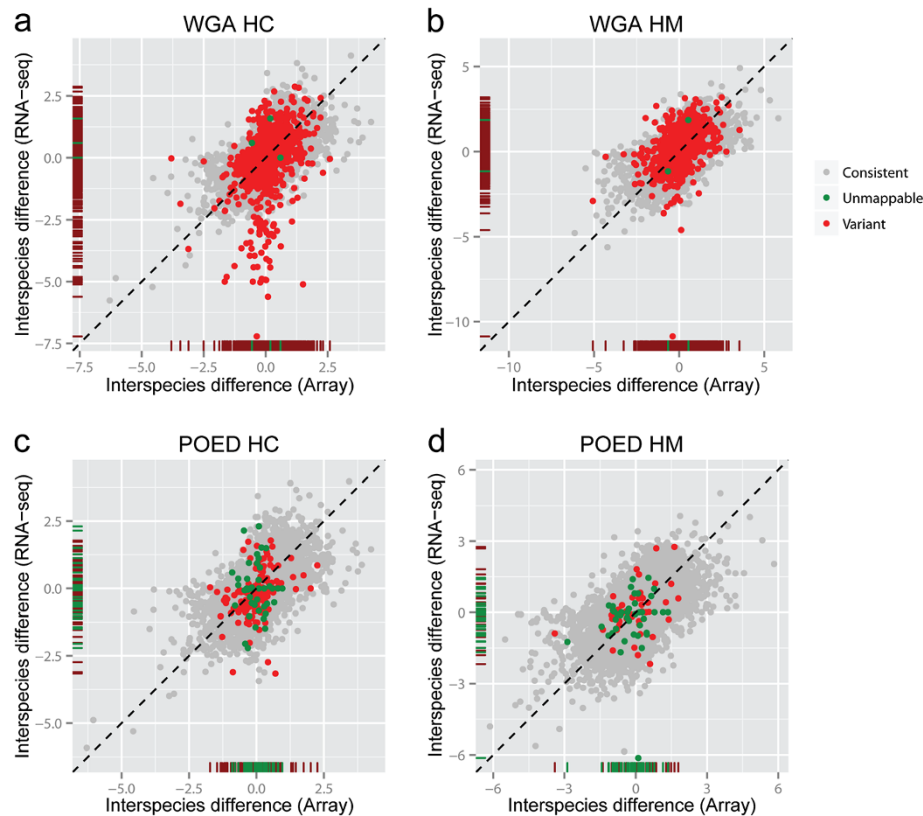 a
WGA HC
Interspecies difference (RNA-seq)
2.5
0.0
−2.5
−5.0
−7.5
−7.5
−5.0
−2.5
0.0
2.5
Interspecies difference (Array)
b
WGA HM
Interspecies difference (RNA-seq)
5
0
−5
−10
−10
−5
0
5
Interspecies difference (Array)
Consistent
Unmappable
Variant
c
POED HC
Interspecies difference (RNA-seq)
2.5
0.0
−2.5
−5.0
−5.0
−2.5
0.0
2.5
Interspecies difference (Array)
d
POED HM
Interspecies difference (RNA-seq)
6
3
0
−3
−6
−6
−3
0
3
6
Interspecies difference (Array)